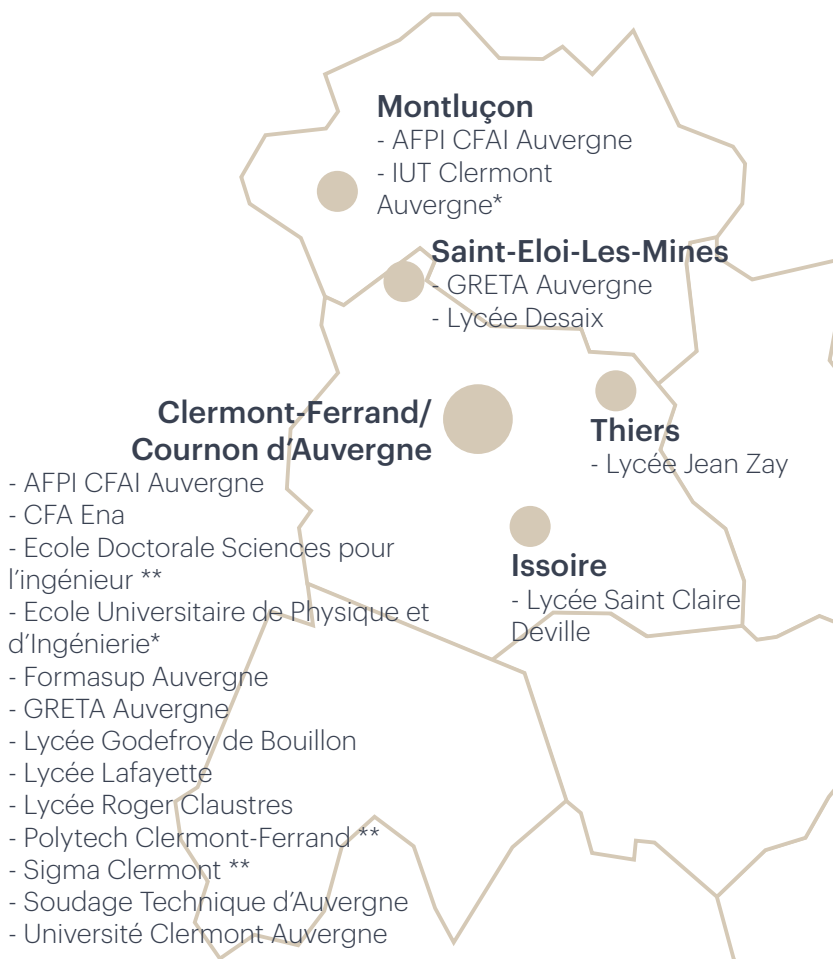 Montluçon
- AFPI CFAI Auvergne
- IUT Clermont
Auvergne*
Saint-Eloi-Les-Mines
- GRETA Auvergne
- Lycée Desaix
Clermont-Ferrand/
Cournon d'Auvergne
- AFPI CFAI Auvergne
- CFA Ena
- Ecole Doctorale Sciences pour
l'ingénieur **
- Ecole Universitaire de Physique et
d'Ingénierie*
- Formasup Auvergne
- GRETA Auvergne
- Lycée Godefroy de Bouillon
- Lycée Lafayette
- Lycée Roger Claustres
- Polytech Clermont-Ferrand **
- Sigma Clermont **
- Soudage Technique d'Auvergne
- Université Clermont Auvergne
Thiers
- Lycée Jean Zay
Issoire
- Lycée Saint Claire
Deville